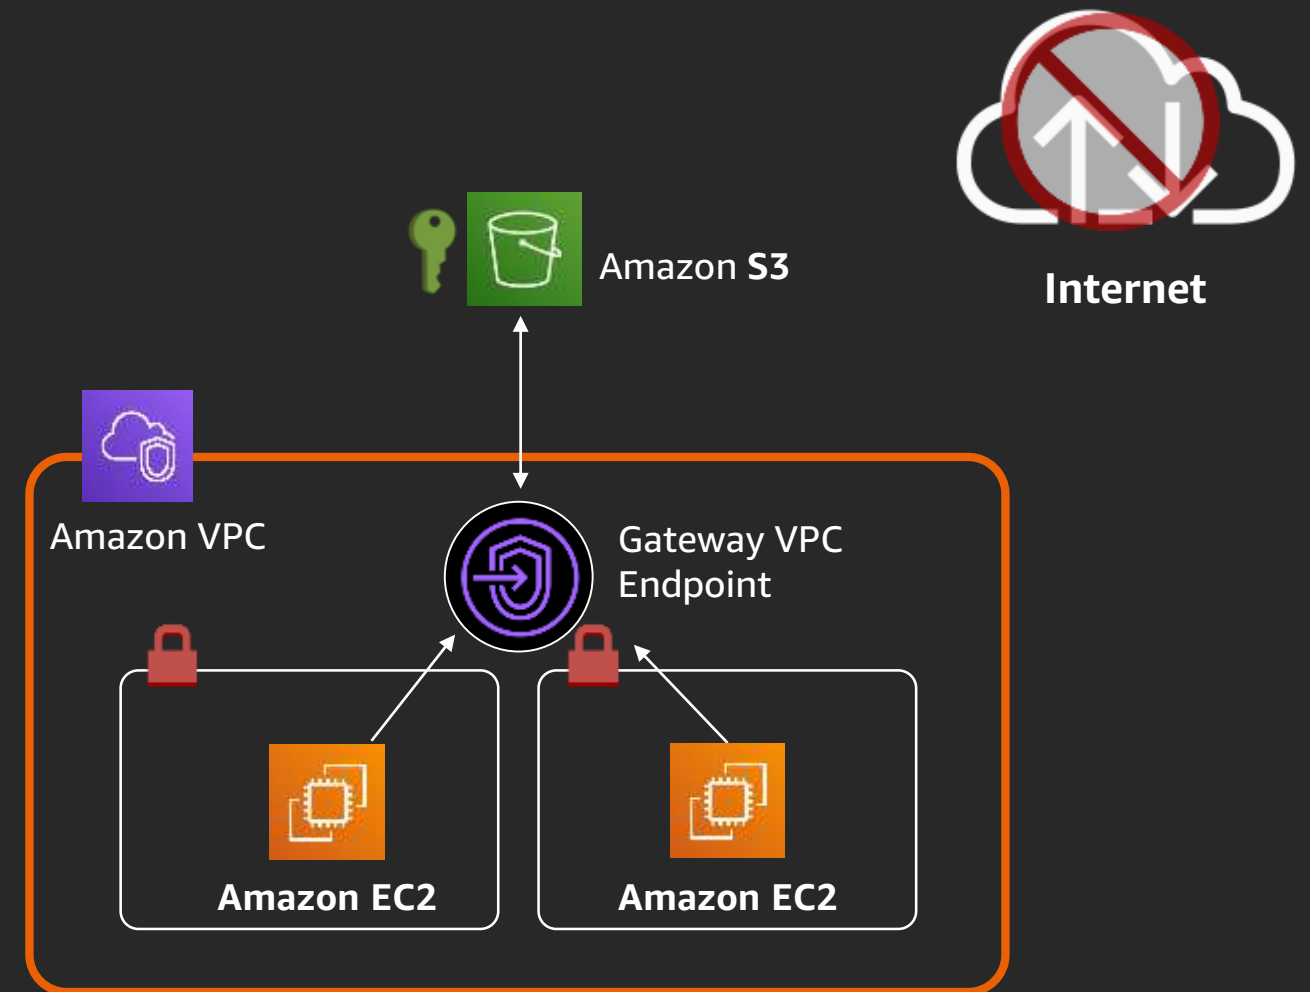 Amazon S3
Internet
Amazon VPC
Gateway VPC
Endpoint
Amazon EC2
Amazon EC2